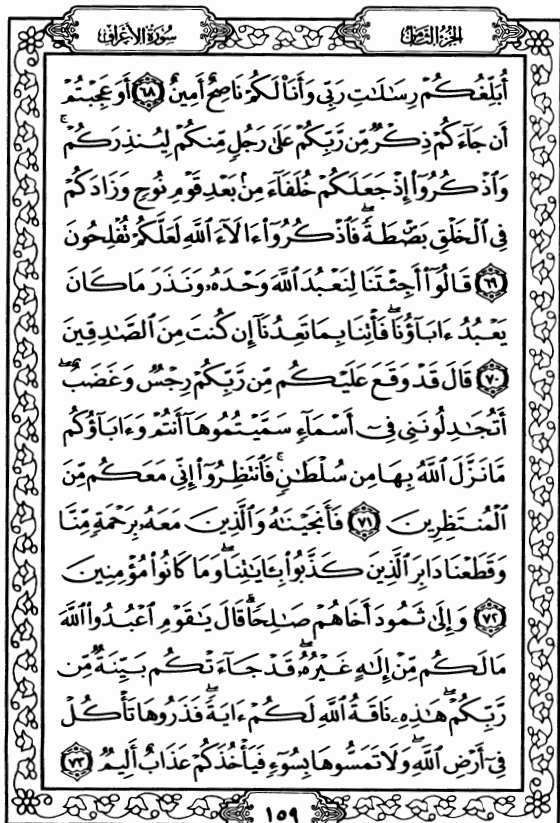 الجزء الثامن
سورة الأعراف
أُبَلِّغُكُمْ رِسَالَاتِ رَبِّي وَأَنَا۠ لَكُمْ نَاصِحٌ أَمِينٌ ٦٨ أَوَعَجِبْتُمْ
أَن جَآءَكُمْ ذِكْرٌ مِّن رَّبِّكُمْ عَلَىٰ رَجُلٍ مِّنكُمْ لِيُنذِرَكُمْ ۚ
وَٱذْكُرُوٓا۟ إِذْ جَعَلَكُمْ خُلَفَآءَ مِنۢ بَعْدِ قَوْمِ نُوحٍ وَزَادَكُمْ
فِى ٱلْخَلْقِ بَصْۜطَةً ۖ فَٱذْكُرُوٓا۟ ءَالَآءَ ٱللَّهِ لَعَلَّكُمْ تُفْلِحُونَ
٦٩ قَالُوٓا۟ أَجِئْتَنَا لِنَعْبُدَ ٱللَّهَ وَحْدَهُۥ وَنَذَرَ مَا كَانَ
يَعْبُدُ ءَابَآؤُنَا ۖ فَأْتِنَا بِمَا تَعِدُنَآ إِن كُنتَ مِنَ ٱلصَّٰدِقِينَ
٧٠ قَالَ قَدْ وَقَعَ عَلَيْكُم مِّن رَّبِّكُمْ رِجْسٌ وَغَضَبٌ ۖ
أَتُجَٰدِلُونَنِى فِىٓ أَسْمَآءٍ سَمَّيْتُمُوهَآ أَنتُمْ وَءَابَآؤُكُم
مَّا نَزَّلَ ٱللَّهُ بِهَا مِن سُلْطَٰنٍ ۚ فَٱنتَظِرُوٓا۟ إِنِّى مَعَكُم مِّنَ
ٱلْمُنتَظِرِينَ ٧١ فَأَنجَيْنَٰهُ وَٱلَّذِينَ مَعَهُۥ بِرَحْمَةٍ مِّنَّا
وَقَطَعْنَا دَابِرَ ٱلَّذِينَ كَذَّبُوا۟ بِـَٔايَٰتِنَا ۖ وَمَا كَانُوا۟ مُؤْمِنِينَ
٧٢ وَإِلَىٰ ثَمُودَ أَخَاهُمْ صَٰلِحًا ۗ قَالَ يَٰقَوْمِ ٱعْبُدُوا۟ ٱللَّهَ
مَا لَكُم مِّنْ إِلَٰهٍ غَيْرُهُۥ ۖ قَدْ جَآءَتْكُم بَيِّنَةٌ مِّن
رَّبِّكُمْ ۖ هَٰذِهِۦ نَاقَةُ ٱللَّهِ لَكُمْ ءَايَةً ۖ فَذَرُوهَا تَأْكُلْ
فِىٓ أَرْضِ ٱللَّهِ ۖ وَلَا تَمَسُّوهَا بِسُوٓءٍ فَيَأْخُذَكُمْ عَذَابٌ أَلِيمٌ ٧٣
١٥٩